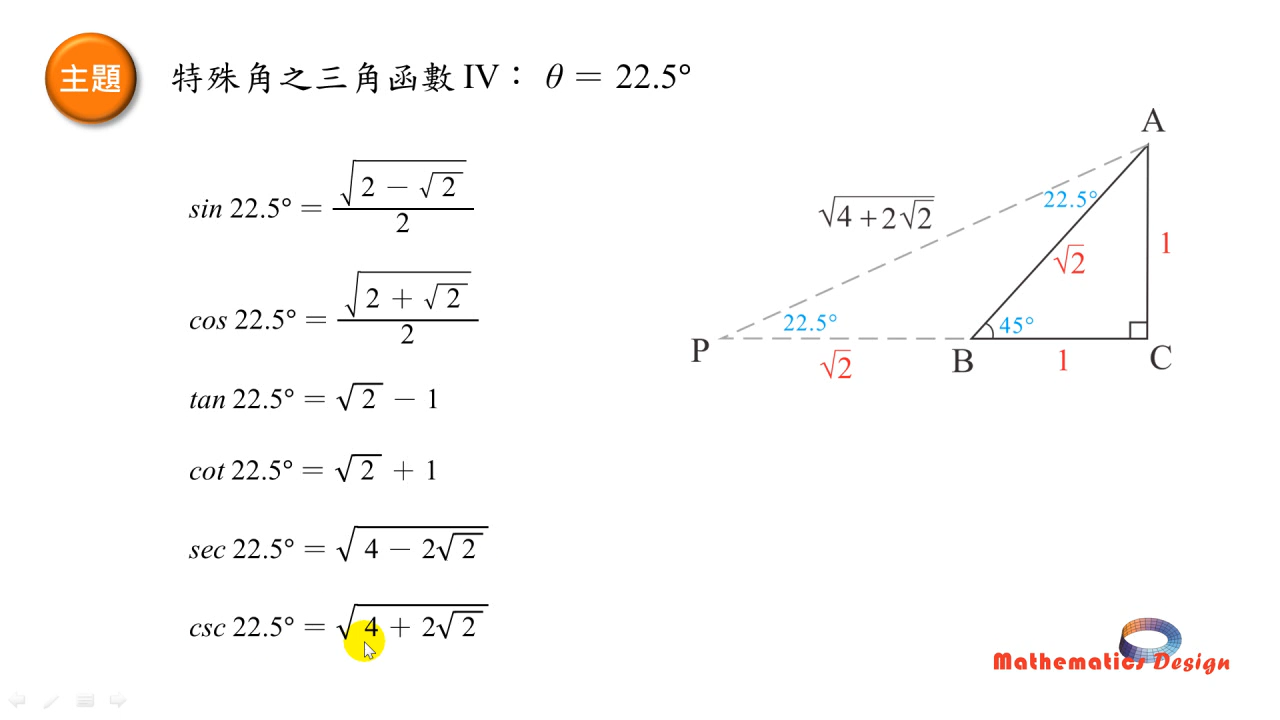 主題
特殊角之三角函數 IV： θ = 22.5°
sin 22.5° = √(2 − √2) / 2
cos 22.5° = √(2 + √2) / 2
tan 22.5° = √2 − 1
cot 22.5° = √2 + 1
sec 22.5° = √(4 − 2√2)
csc 22.5° = √(4 + 2√2)
A
22.5°
√(4 + 2√2)
1
√2
22.5°
45°
P
√2
B
1
C
Mathematics Design